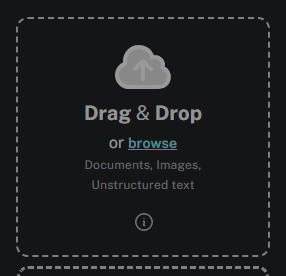 Drag & Drop
or browse
Documents, Images,
Unstructured text